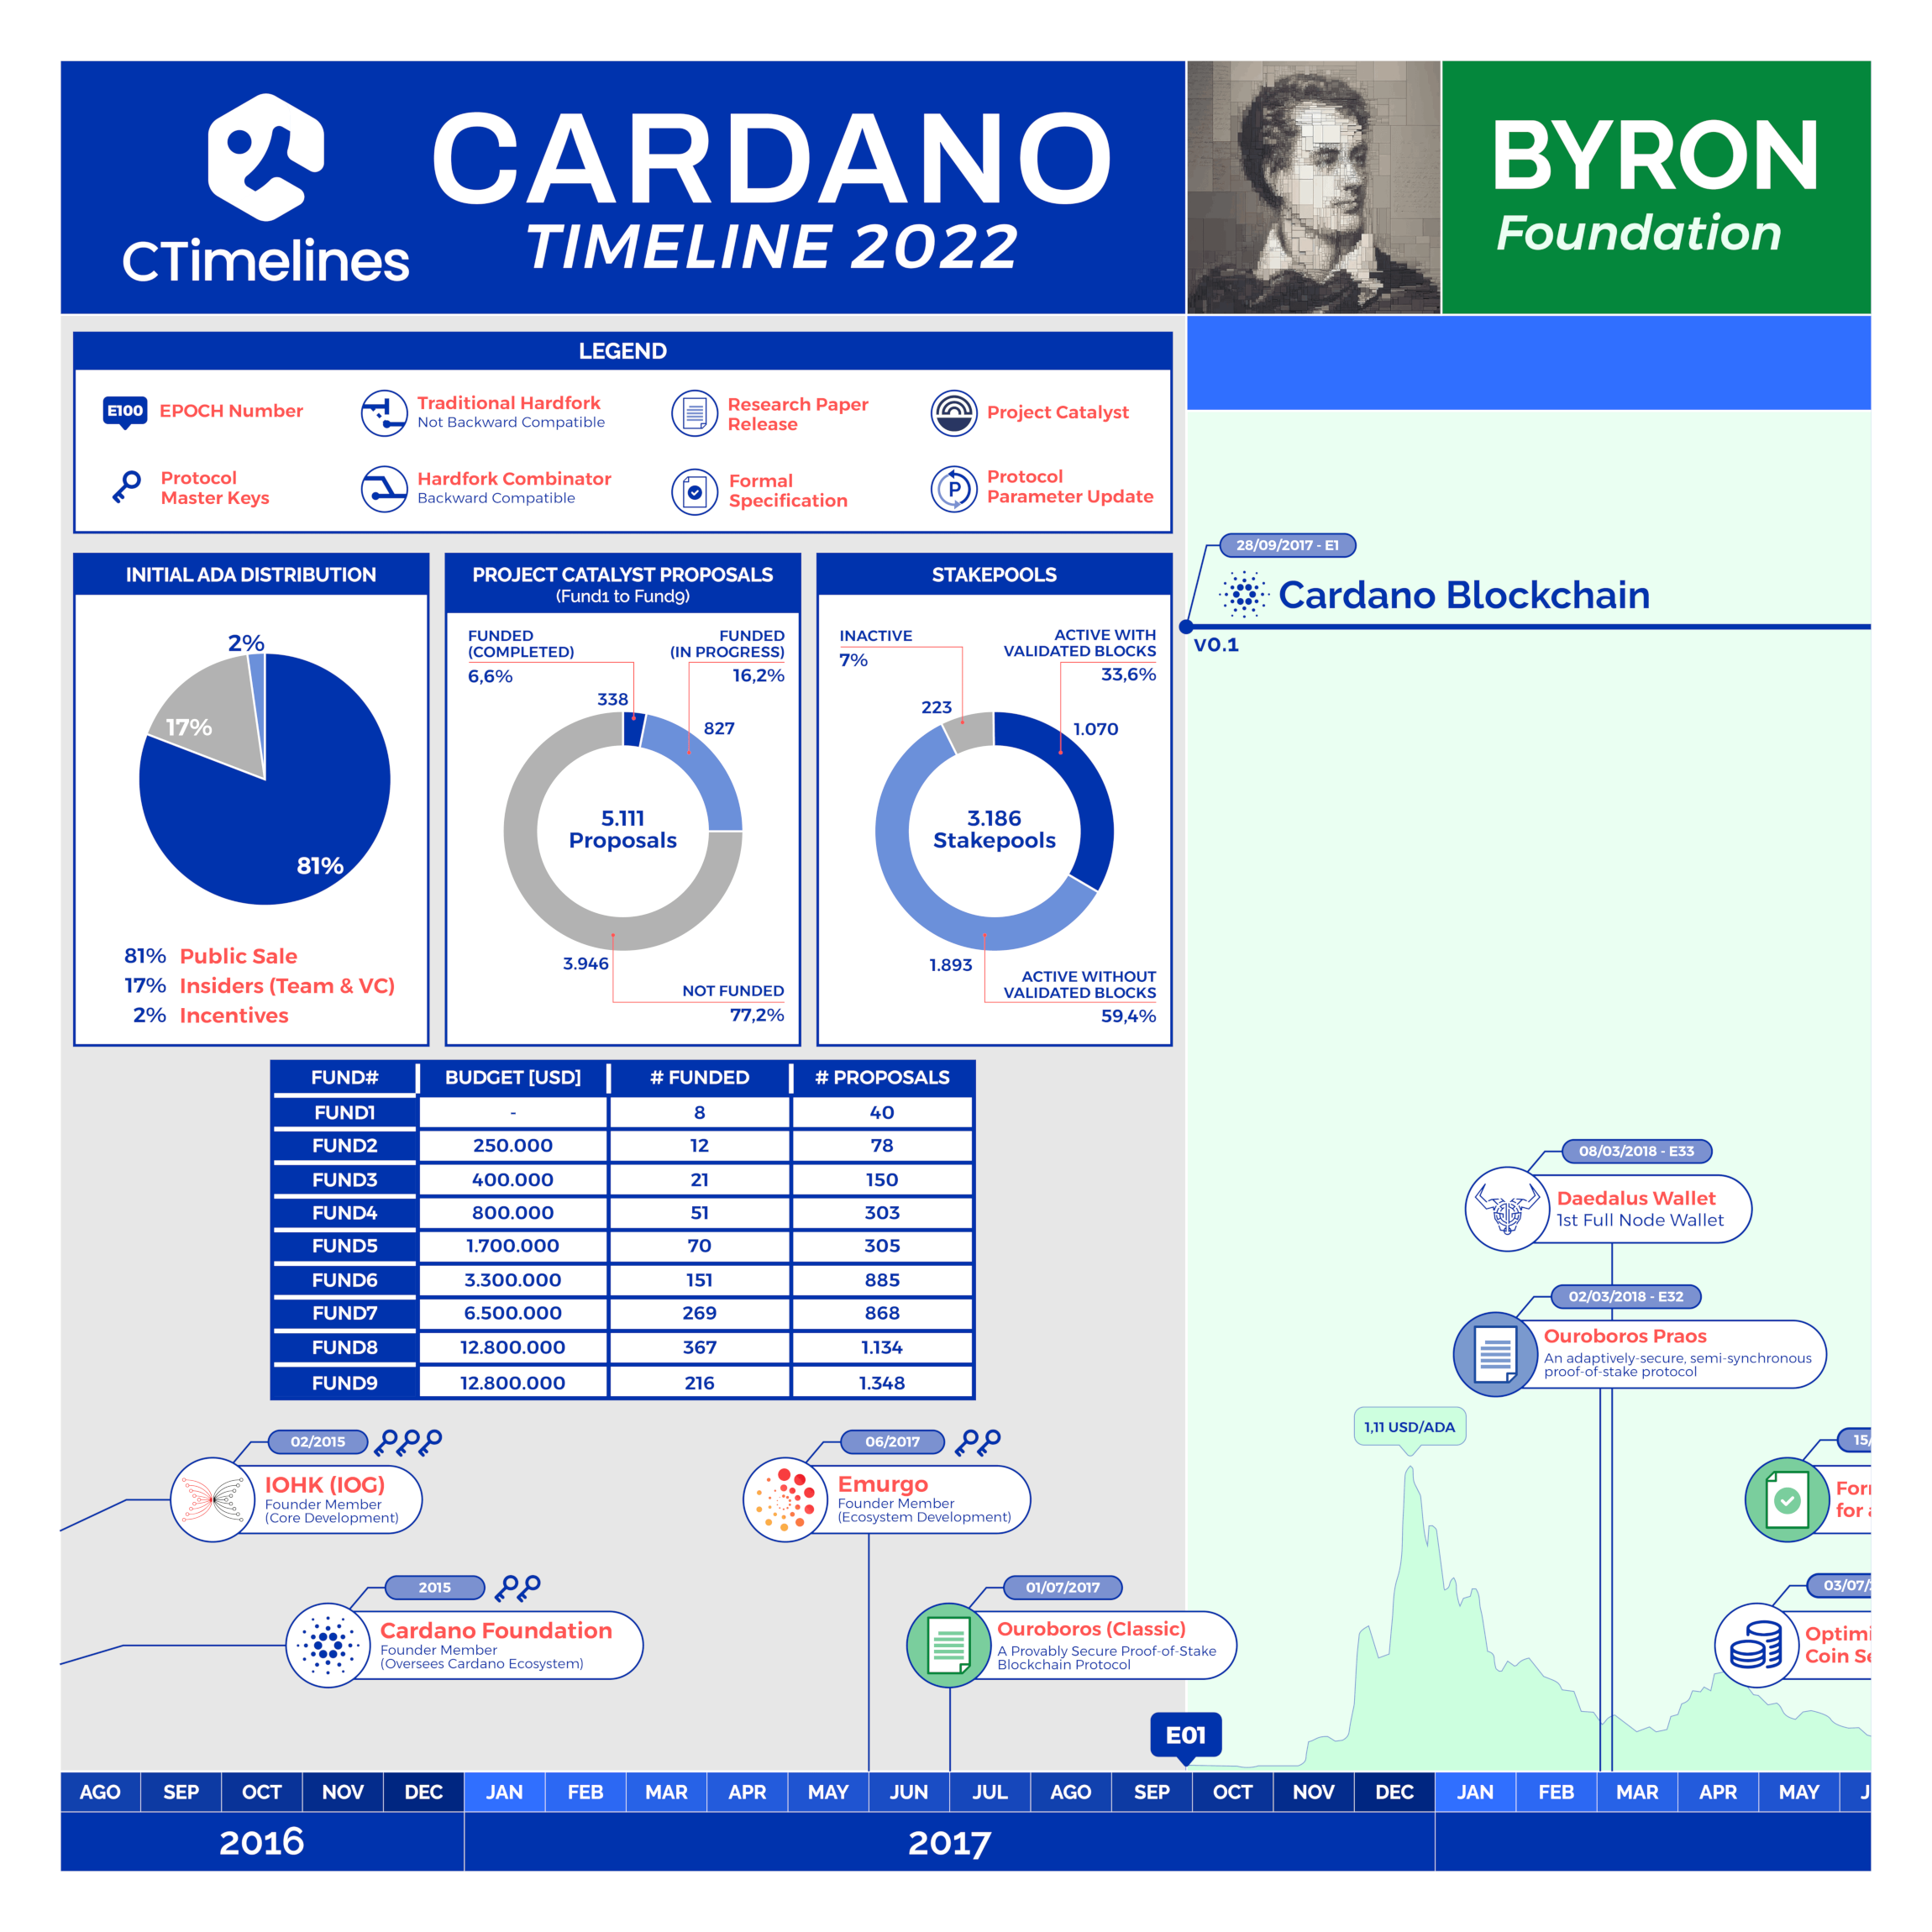 CTimelines
CARDANO
TIMELINE 2022
BYRON
Foundation
LEGEND
E100 EPOCH Number
Traditional Hardfork
Not Backward Compatible
Research Paper
Release
Project Catalyst
Protocol
Master Keys
Hardfork Combinator
Backward Compatible
Formal
Specification
P
Protocol
Parameter Update
INITIAL ADA DISTRIBUTION
2%
17%
81%
81% Public Sale
17% Insiders (Team & VC)
2% Incentives
PROJECT CATALYST PROPOSALS
(Fund1 to Fund9)
FUNDED
(COMPLETED)
6,6%
FUNDED
(IN PROGRESS)
16,2%
338
827
5.111
Proposals
3.946
NOT FUNDED
77,2%
STAKEPOOLS
INACTIVE
7%
ACTIVE WITH
VALIDATED BLOCKS
33,6%
223
1.070
3.186
Stakepools
1.893
ACTIVE WITHOUT
VALIDATED BLOCKS
59,4%
28/09/2017 - E1
Cardano Blockchain
v0.1
FUND# BUDGET [USD] # FUNDED # PROPOSALS
FUND1 - 8 40
FUND2 250.000 12 78
FUND3 400.000 21 150
FUND4 800.000 51 303
FUND5 1.700.000 70 305
FUND6 3.300.000 151 885
FUND7 6.500.000 269 868
FUND8 12.800.000 367 1.134
FUND9 12.800.000 216 1.348
08/03/2018 - E33
Daedalus Wallet
1st Full Node Wallet
02/03/2018 - E32
Ouroboros Praos
An adaptively-secure, semi-synchronous
proof-of-stake protocol
1,11 USD/ADA
02/2015
IOHK (IOG)
Founder Member
(Core Development)
06/2017
Emurgo
Founder Member
(Ecosystem Development)
15/
for
2015
Cardano Foundation
Founder Member
(Oversees Cardano Ecosystem)
01/07/2017
Ouroboros (Classic)
A Provably Secure Proof-of-Stake
Blockchain Protocol
03/07/
Optimi
Coin Se
E01
AGO SEP OCT NOV DEC JAN FEB MAR APR MAY JUN JUL AGO SEP OCT NOV DEC JAN FEB MAR APR MAY J
2016 2017